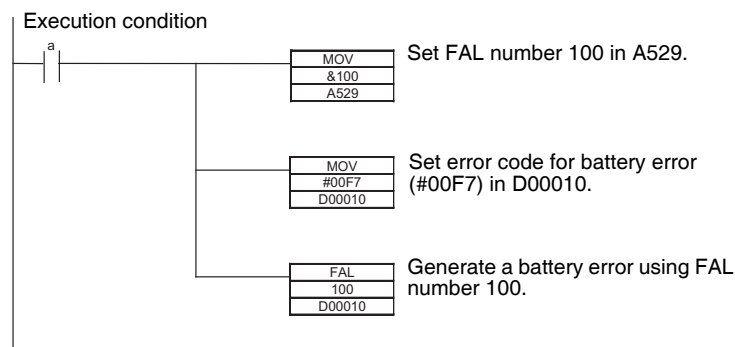 Execution condition
a
MOV
&100
A529
Set FAL number 100 in A529.
MOV
#00F7
D00010
Set error code for battery error
(#00F7) in D00010.
FAL
100
D00010
Generate a battery error using FAL
number 100.